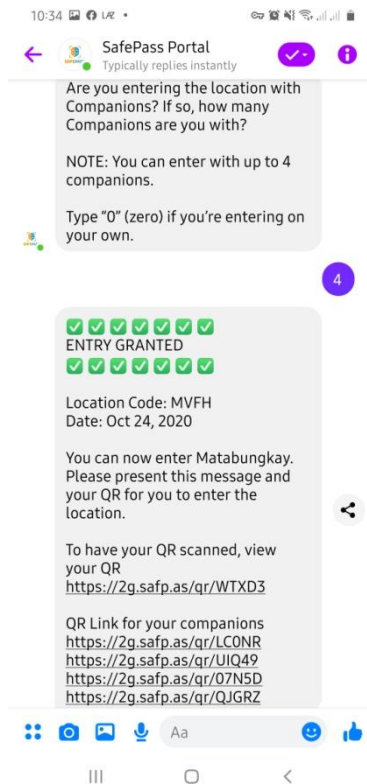 10:34
SafePass Portal
Typically replies instantly
Are you entering the location with
Companions? If so, how many
Companions are you with?
NOTE: You can enter with up to 4
companions.
Type "0" (zero) if you're entering on
your own.
4
ENTRY GRANTED
Location Code: MVFH
Date: Oct 24, 2020
You can now enter Matabungkay.
Please present this message and
your QR for you to enter the
location.
To have your QR scanned, view
your QR
https://2g.safp.as/qr/WTXD3
QR Link for your companions
https://2g.safp.as/qr/LC0NR
https://2g.safp.as/qr/UIQ49
https://2g.safp.as/qr/07N5D
https://2g.safp.as/qr/QJGRZ
Aa